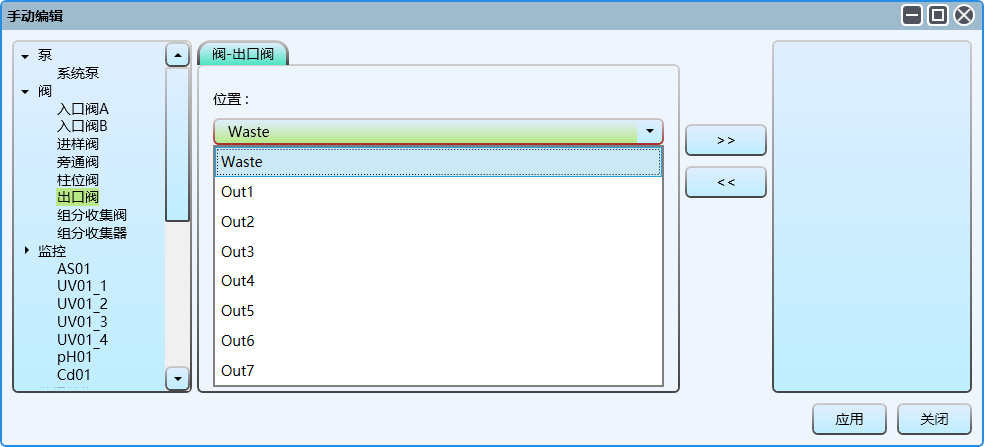 手动编辑
泵
系统泵
阀
入口阀A
入口阀B
进样阀
旁通阀
柱位阀
出口阀
组分收集阀
组分收集器
监控
AS01
UV01_1
UV01_2
UV01_3
UV01_4
pH01
Cd01
阀-出口阀
位置：
Waste
Waste
Out1
Out2
Out3
Out4
Out5
Out6
Out7
>>
<<
应用
关闭